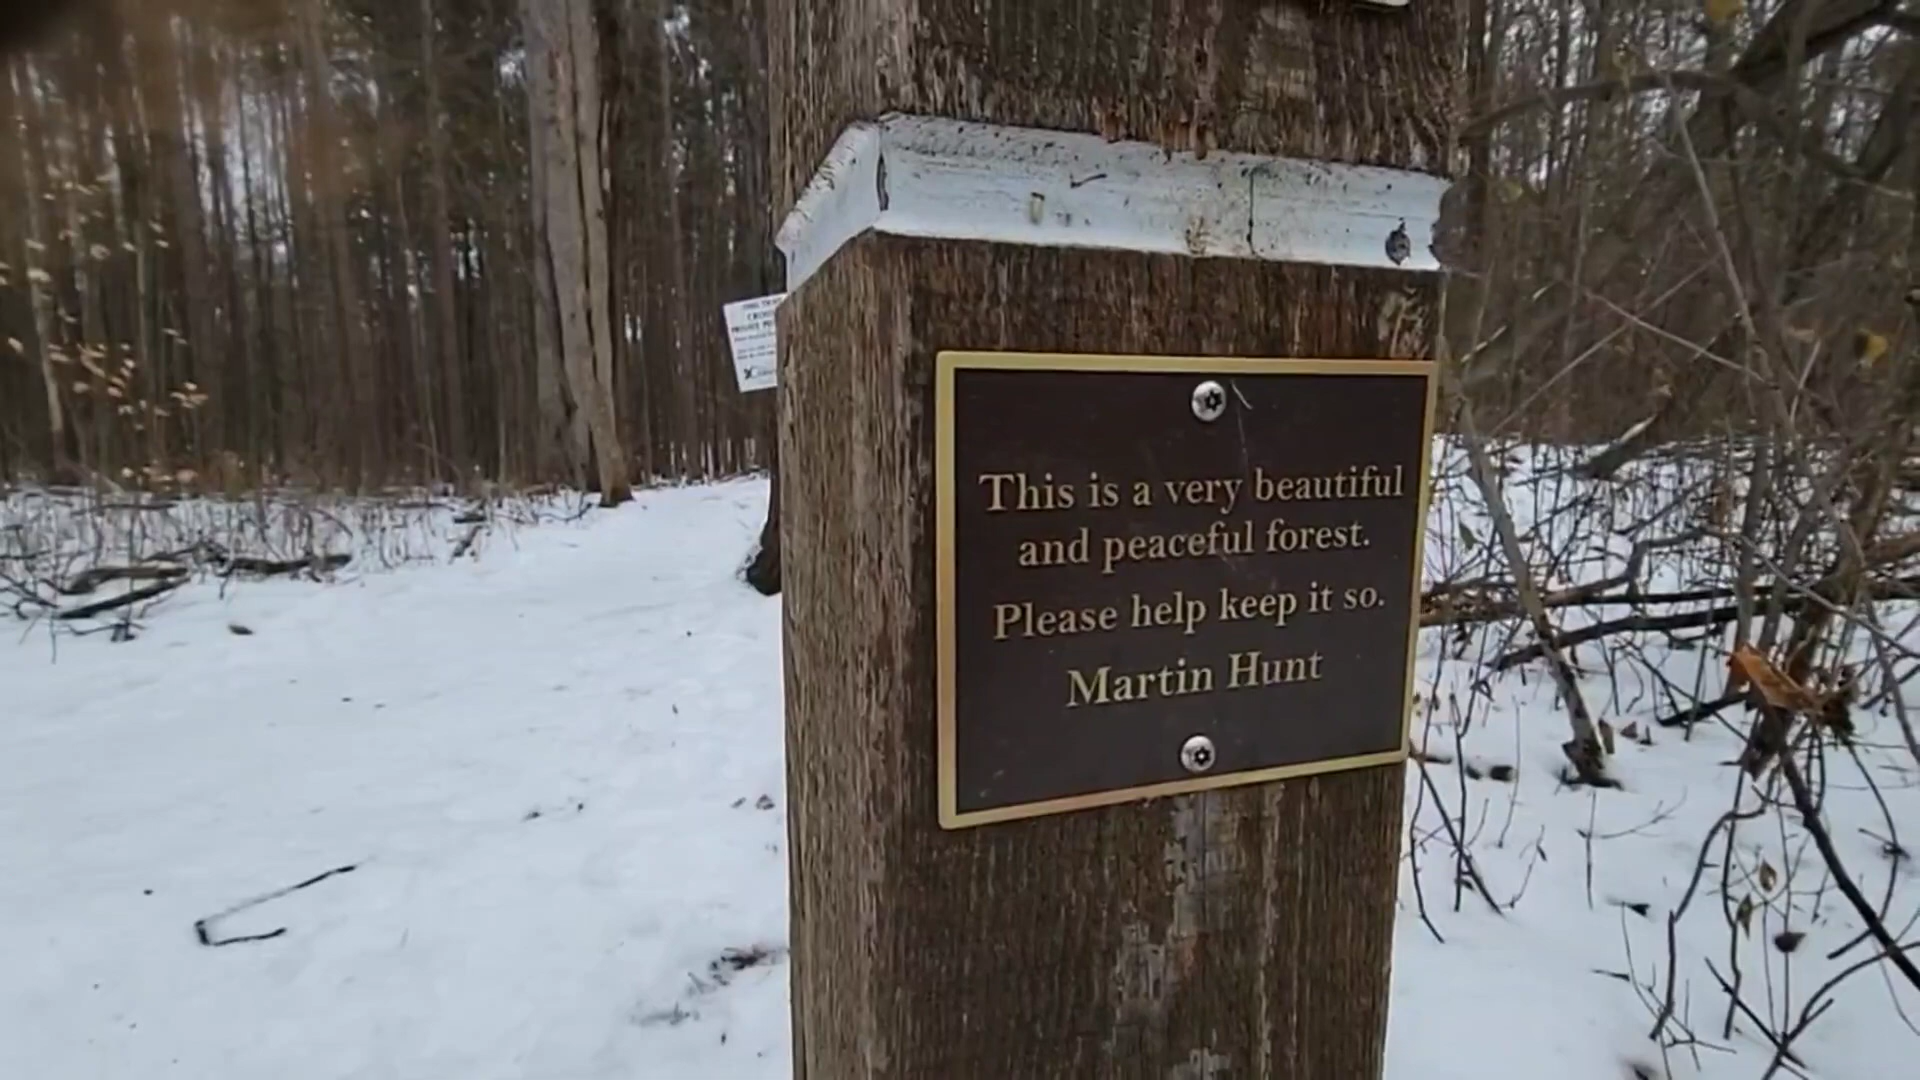 This is a very beautiful
and peaceful forest.
Please help keep it so.
Martin Hunt